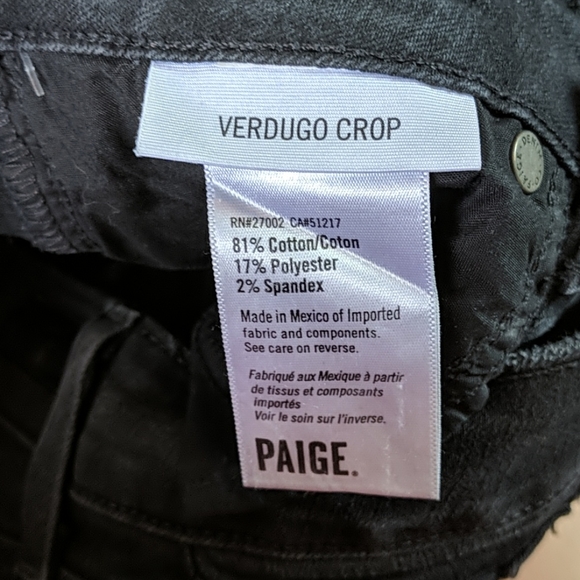 VERDUGO CROP
RN#27002 CA#51217
81% Cotton/Coton
17% Polyester
2% Spandex
Made in Mexico of Imported
fabric and components.
See care on reverse.
Fabriqué aux Mexique à partir
de tissus et composants
importés
Voir le soin sur l'inverse.
PAIGE.